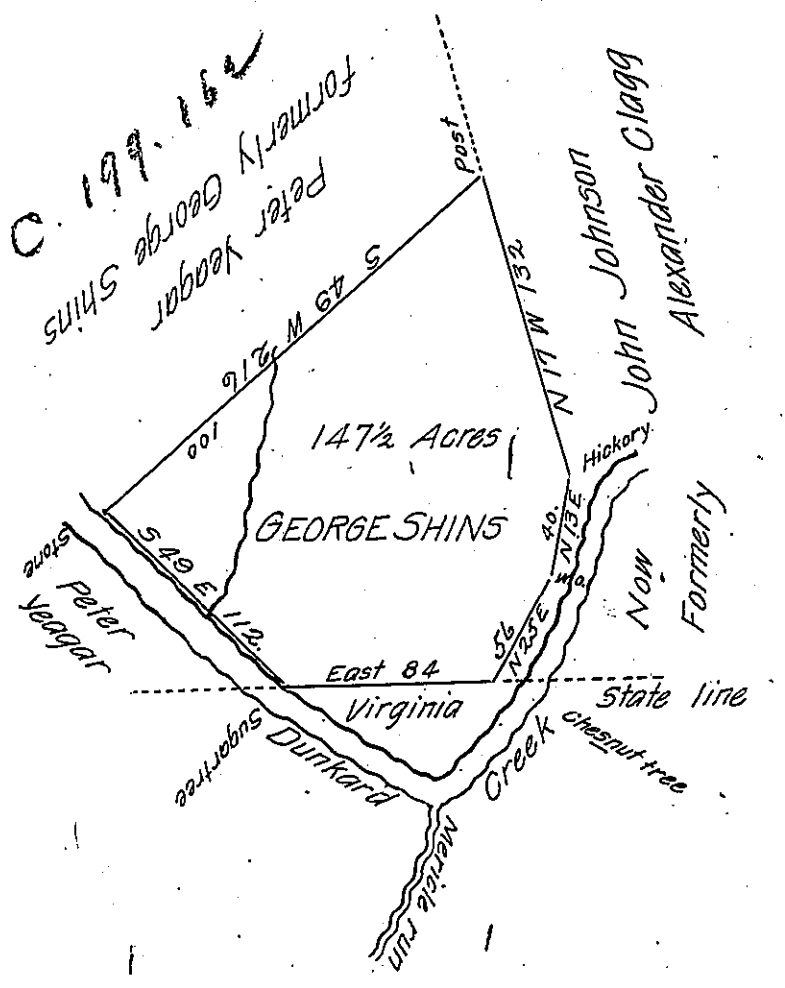 C. 199. 162
Formerly George Shins
Peter Yeagar
Post
S 49 W 216
100
N 17 W 132
John Johnson
Alexander Clagg
147½ Acres
GEORGE SHINS
Hickory.
40.
N 13 E
w.o.
Now
Formerly
Stone
Peter
Yeagar
S 49 E 112.
56
N 25 E
East 84
Virginia
State line
Sugartree
Dunkard
Creek
Chesnut tree
Mericle run